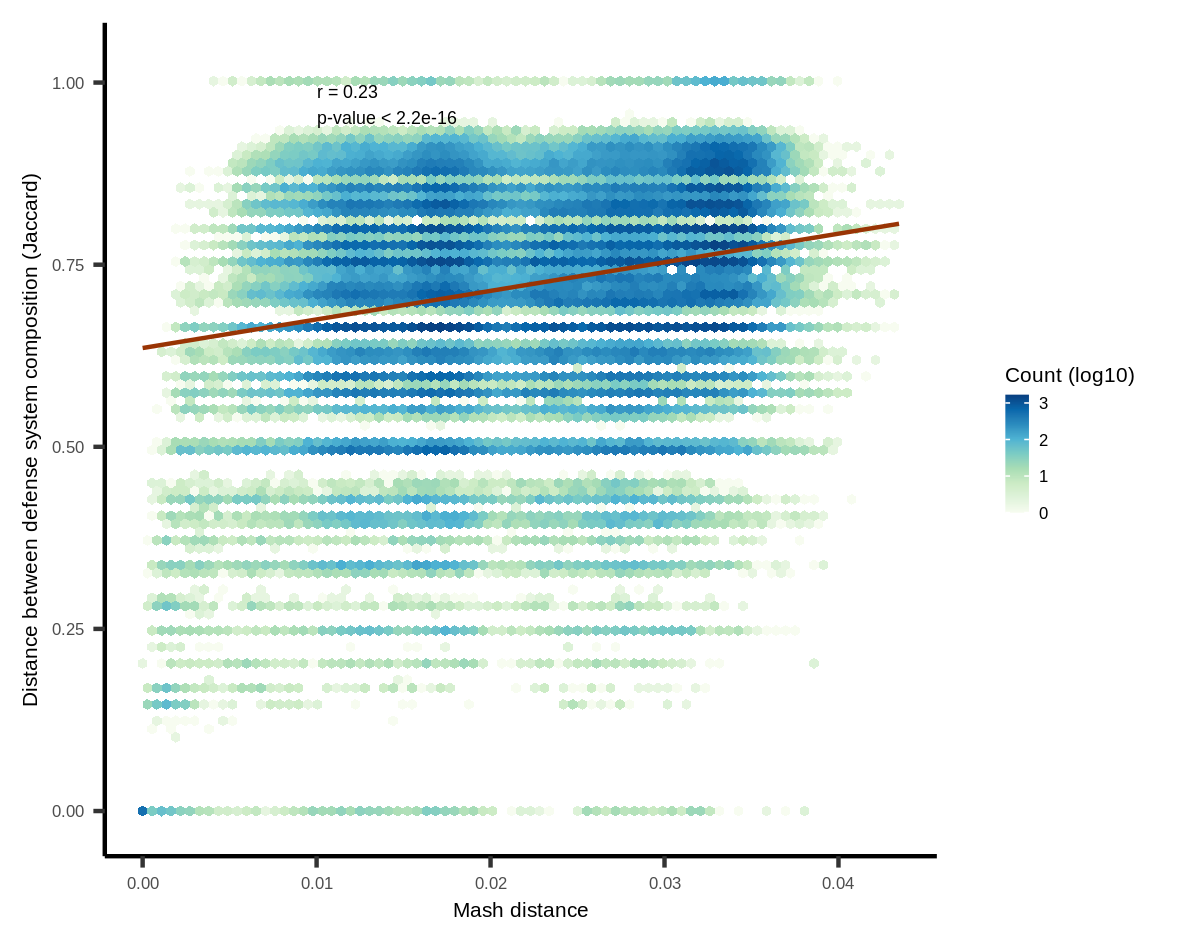 r = 0.23
p-value < 2.2e-16
1.00
0.75
0.50
0.25
0.00
Distance between defense system composition (Jaccard)
0.00
0.01
0.02
0.03
0.04
Mash distance
Count (log10)
3
2
1
0